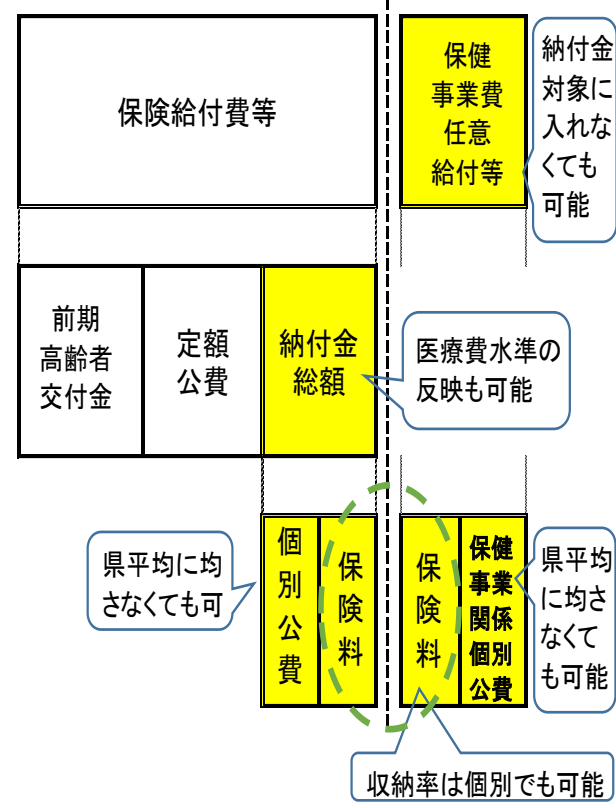 保険給付費等
保健
事業費
任意
給付等
納付金
対象に
入れな
くても
可能
前期
高齢者
交付金
定額
公費
納付金
総額
医療費水準の
反映も可能
県平均に均
さなくても可
個
別
公
費
保
険
料
保
険
料
保健
事業
関係
個別
公費
県平均
に均さ
なくて
も可能
収納率は個別でも可能